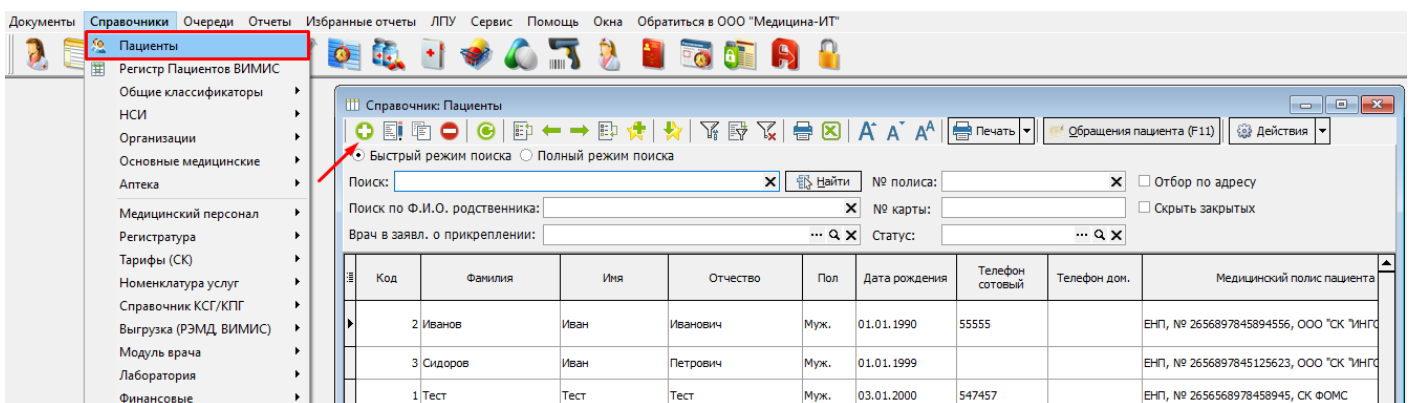 Документы Справочники Очереди Отчеты Избранные отчеты ЛПУ Сервис Помощь Окна Обратиться в ООО "Медицина-ИТ"
Пациенты
Регистр Пациентов ВИМИС
Общие классификаторы
НСИ
Организации
Основные медицинские
Аптека
Медицинский персонал
Регистратура
Тарифы (СК)
Номенклатура услуг
Справочник КСГ/КПГ
Выгрузка (РЭМД, ВИМИС)
Модуль врача
Лаборатория
Финансовые
Справочник: Пациенты
Печать Обращения пациента (F11) Действия
Быстрый режим поиска Полный режим поиска
Поиск: Найти № полиса: Отбор по адресу
Поиск по Ф.И.О. родственника: № карты: Скрыть закрытых
Врач в заявл. о прикреплении: Статус:
Код Фамилия Имя Отчество Пол Дата рождения Телефон сотовый Телефон дом. Медицинский полис пациента
2 Иванов Иван Иванович Муж. 01.01.1990 55555 ЕНП, № 2656897845894556, ООО "СК "ИНГО
3 Сидоров Иван Петрович Муж. 01.01.1999 ЕНП, № 2656897845125623, ООО "СК "ИНГО
1 Тест Тест Тест Муж. 03.01.2000 547457 ЕНП, № 2656568978458945, СК ФОМС